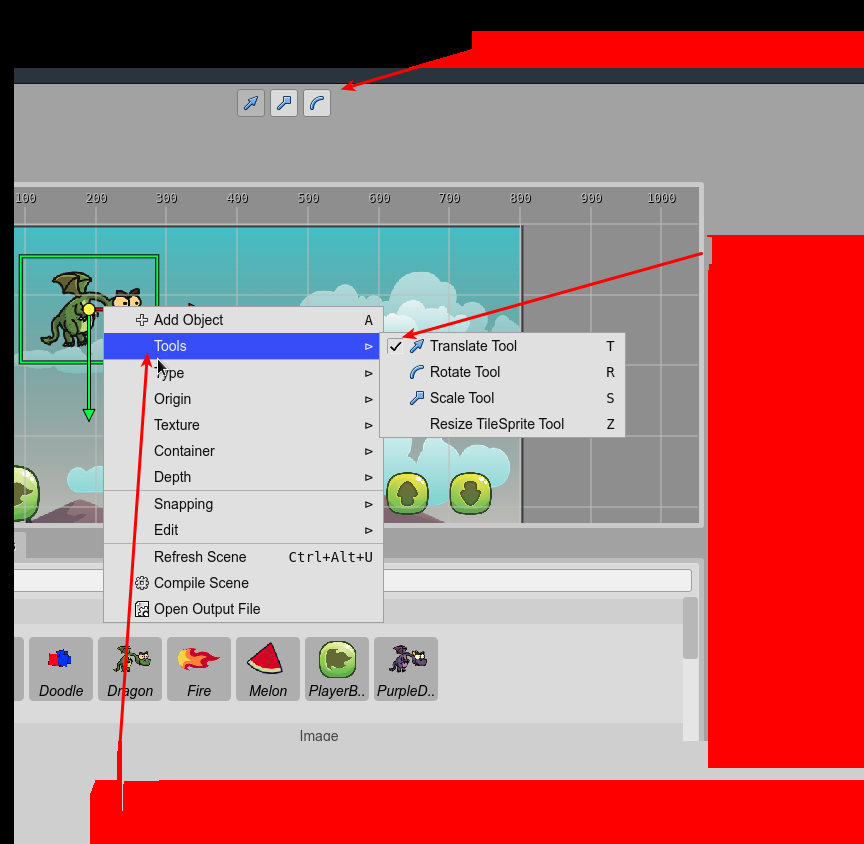 100 200 300 400 500 600 700 800 900 1000
Add Object A
Tools
Translate Tool T
Type
Rotate Tool R
Origin
Scale Tool S
Texture
Resize TileSprite Tool Z
Container
Depth
Snapping
Edit
Refresh Scene Ctrl+Alt+U
Compile Scene
Open Output File
Doodle Dragon Fire Melon PlayerB.. PurpleD..
Image